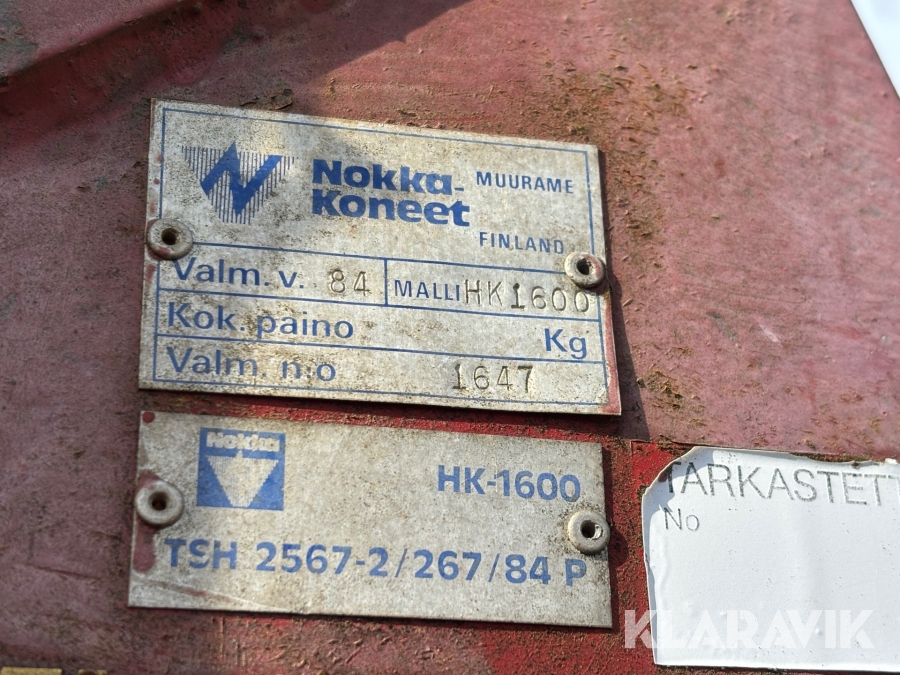 Nokka-
Koneet
MUURAME
FINLAND
Valm. v. 84 MALLI HK1600
Kok. paino Kg
Valm. n:o 1647
Nokka
HK-1600
TSH 2567-2/267/84 P
TARKASTETT
No
KLARAVIK